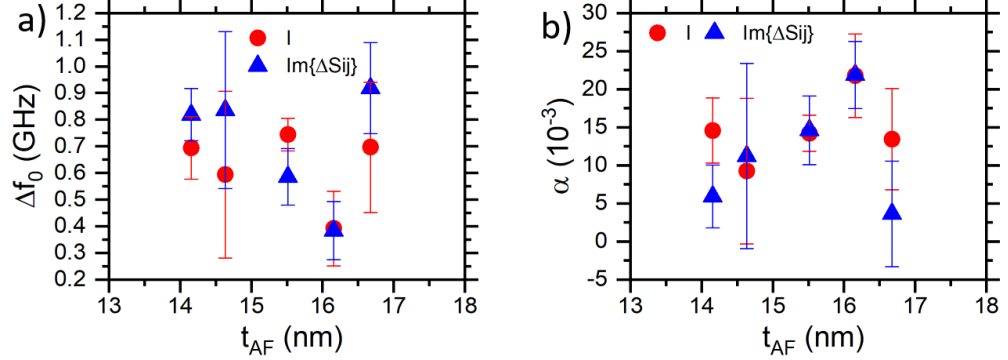 a)
I
Im{ΔSij}
1.2
1.1
1.0
0.9
0.8
0.7
0.6
0.5
0.4
0.3
0.2
Δf0 (GHz)
13 14 15 16 17 18
tAF (nm)
b)
I Im{ΔSij}
30
25
20
15
10
5
0
-5
α (10-3)
13 14 15 16 17 18
tAF (nm)